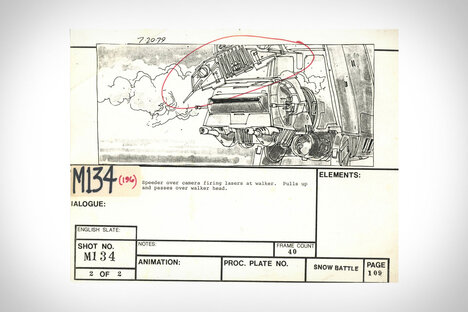 7-20-79
M134 (196)
Speeder over camera firing lasers at walker. Pulls up
and passes over walker head.
ELEMENTS:
IALOGUE:
ENGLISH SLATE:
SHOT NO.
M134
2 OF 2
NOTES:
FRAME COUNT
40
ANIMATION:
PROC. PLATE NO.
SNOW BATTLE
PAGE
109